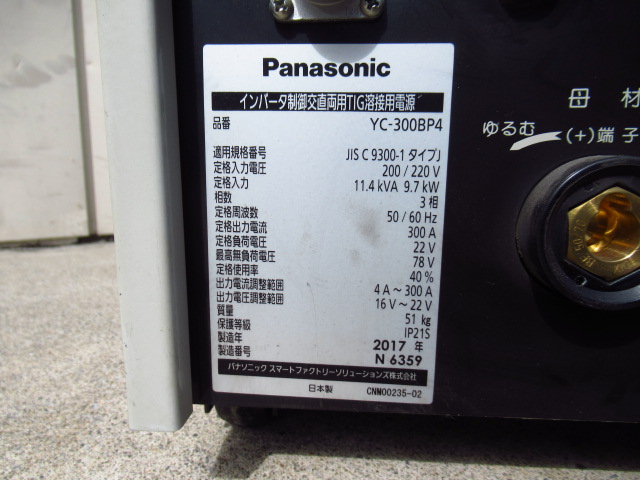 Panasonic
インバータ制御交直両用TIG溶接用電源
品番 YC-300BP4
適用規格番号 JIS C 9300-1 タイプJ
定格入力電圧 200 / 220 V
定格入力 11.4 kVA 9.7 kW
相数 3 相
定格周波数 50 / 60 Hz
定格出力電流 300 A
定格負荷電圧 22 V
最高無負荷電圧 78 V
定格使用率 40 %
出力電流調整範囲 4 A～300 A
出力電圧調整範囲 16 V～22 V
質量 51 kg
保護等級 IP21S
製造年 2017 年
製造番号 N 6359
パナソニック スマートファクトリーソリューションズ株式会社
日本製 CNM00235-02
母 材
ゆるむ
(+) 端 子